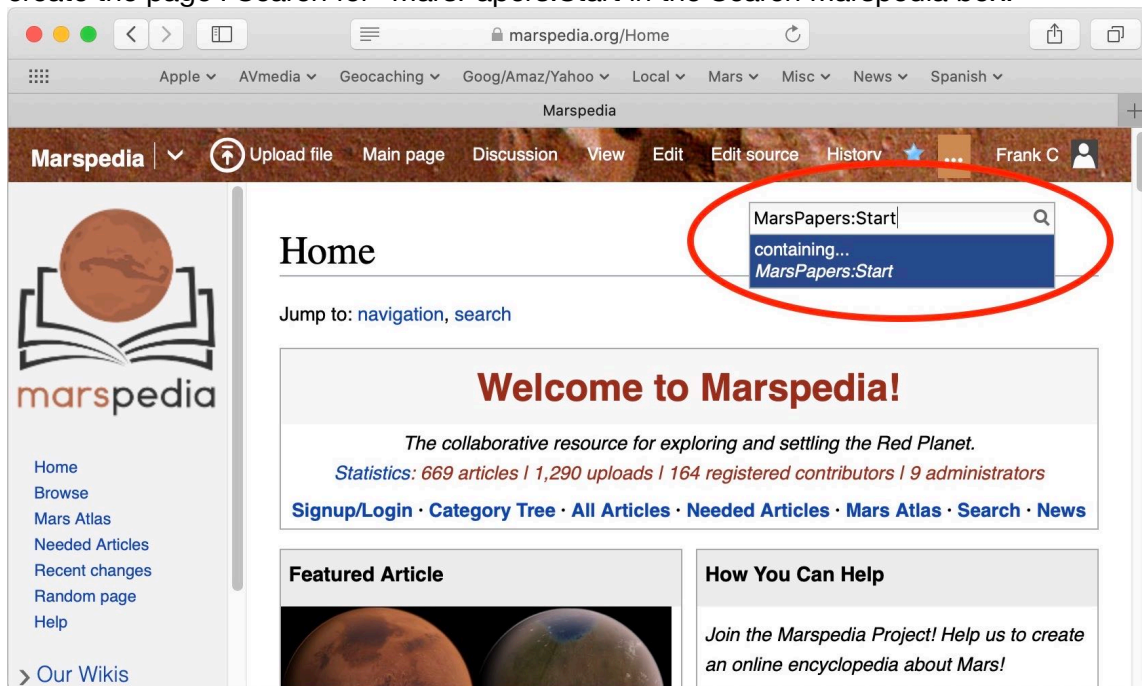 marspedia.org/Home
Apple AVmedia Geocaching Goog/Amaz/Yahoo Local Mars Misc News Spanish
Marspedia
Marspedia Upload file Main page Discussion View Edit Edit source History ... Frank C
MarsPapers:Start
containing...
MarsPapers:Start
Home
Jump to: navigation, search
marspedia
Home
Browse
Mars Atlas
Needed Articles
Recent changes
Random page
Help
Our Wikis
Welcome to Marspedia!
The collaborative resource for exploring and settling the Red Planet.
Statistics: 669 articles | 1,290 uploads | 164 registered contributors | 9 administrators
Signup/Login · Category Tree · All Articles · Needed Articles · Mars Atlas · Search · News
Featured Article
How You Can Help
Join the Marspedia Project! Help us to create
an online encyclopedia about Mars!